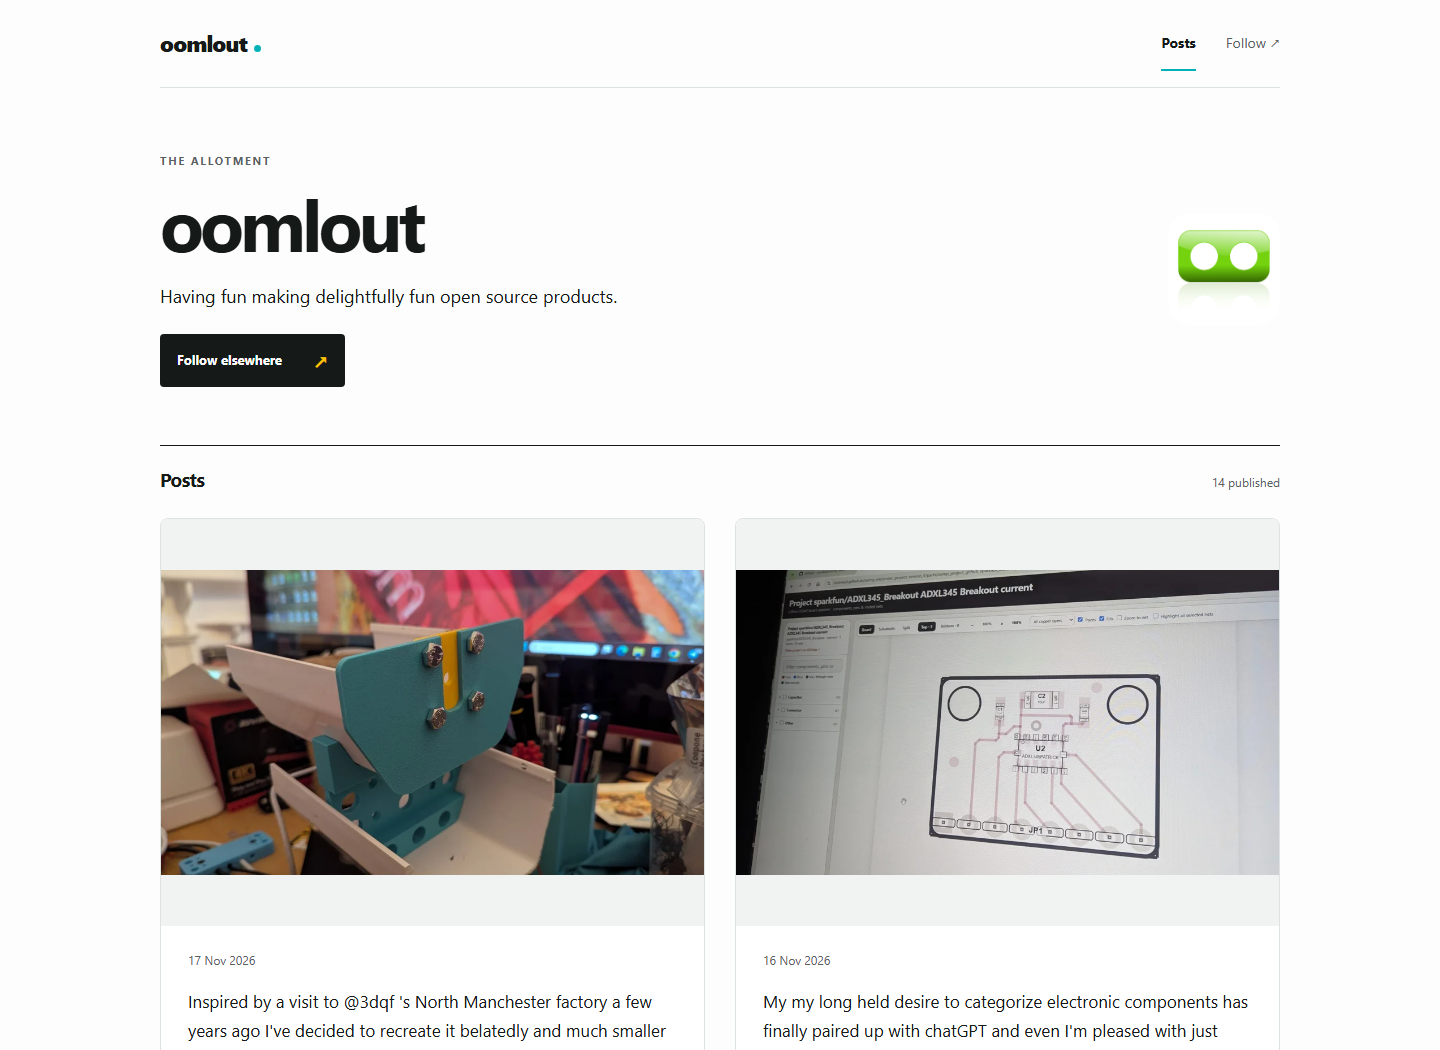 oomlout
Posts
Follow ↗
THE ALLOTMENT
oomlout
Having fun making delightfully fun open source products.
Follow elsewhere ↗
Posts
14 published
Project sparkfun/ADXL345_Breakout ADXL345 Breakout current
C2
U2
JP1
17 Nov 2026
Inspired by a visit to @3dqf 's North Manchester factory a few
years ago I've decided to recreate it belatedly and much smaller
16 Nov 2026
My my long held desire to categorize electronic components has
finally paired up with chatGPT and even I'm pleased with just